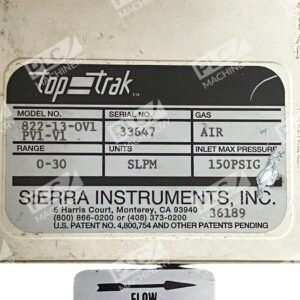 top-trak™
MODEL NO. SERIAL NO. GAS
822-13-OV1
PV1-V1 33647 AIR
RANGE UNITS INLET MAX PRESSURE
0-30 SLPM 150PSIG
SIERRA INSTRUMENTS, INC.
5 Harris Court, Monterey, CA 93940 36189
(800) 866-0200 or (408) 373-0200
U.S. PATENT NO. 4,800,754 AND OTHER PATENTS PENDING
FLOW